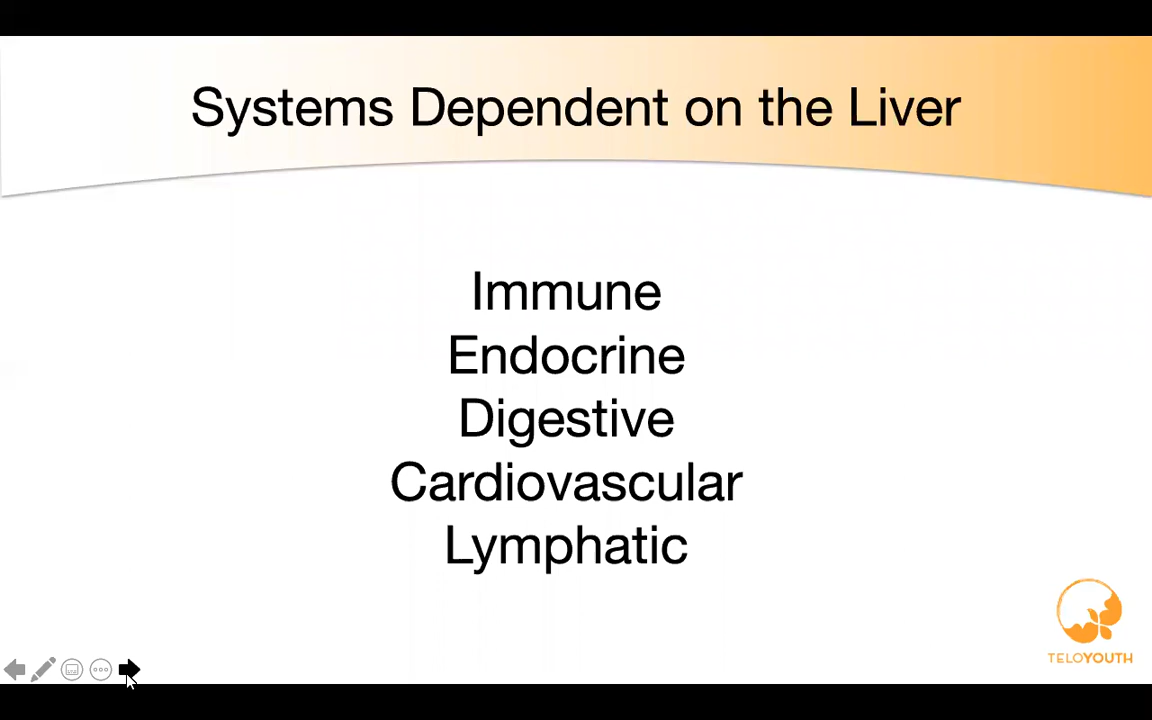 Systems Dependent on the Liver
Immune
Endocrine
Digestive
Cardiovascular
Lymphatic
TELOYOUTH